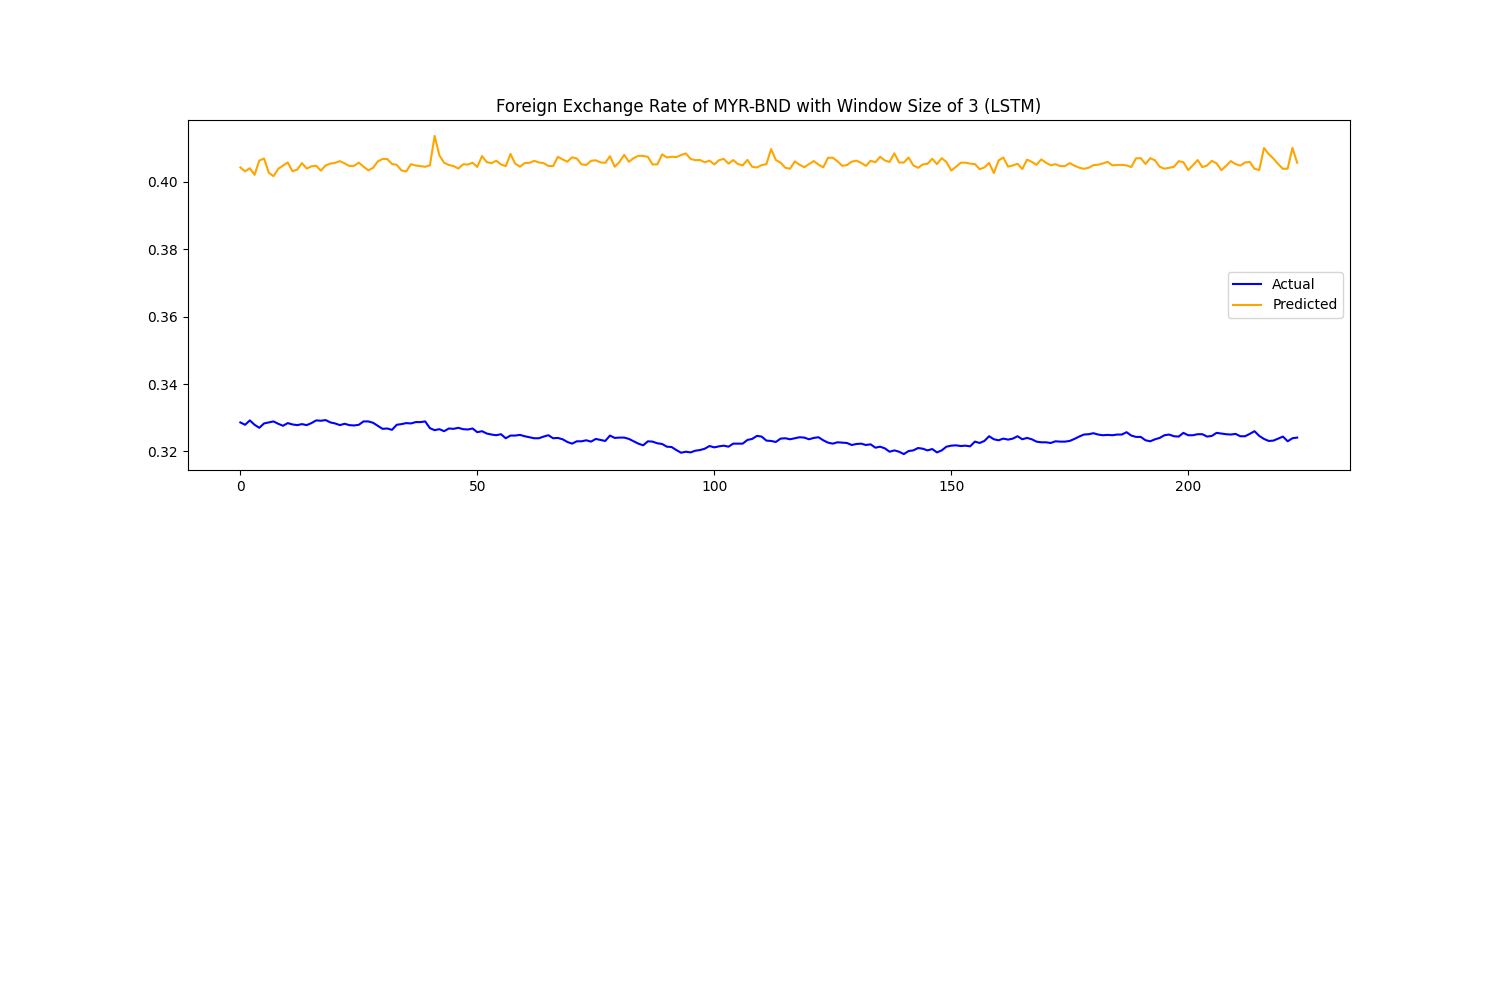 Foreign Exchange Rate of MYR-BND with Window Size of 3 (LSTM)
0.40
0.38
0.36
0.34
0.32
Actual
Predicted
0 50 100 150 200